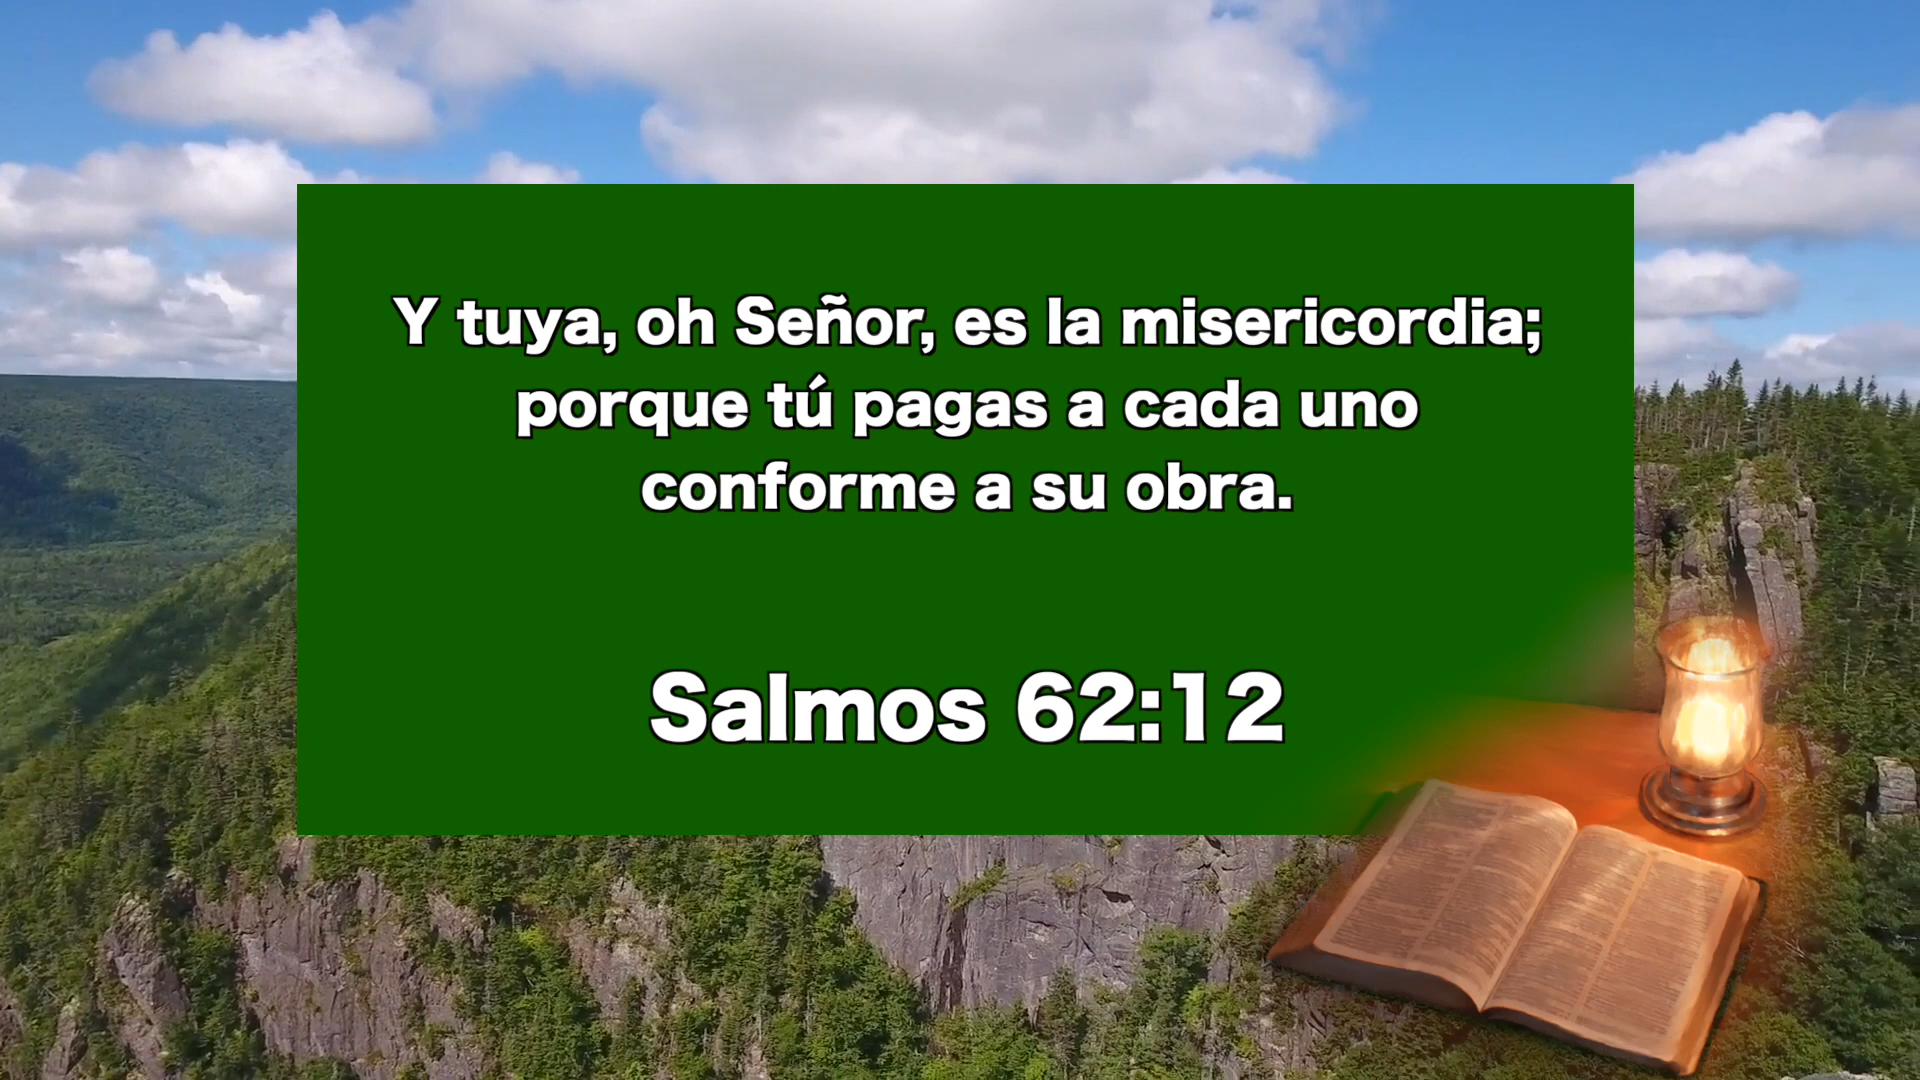 Y tuya, oh Señor, es la misericordia;
porque tú pagas a cada uno
conforme a su obra.
Salmos 62:12